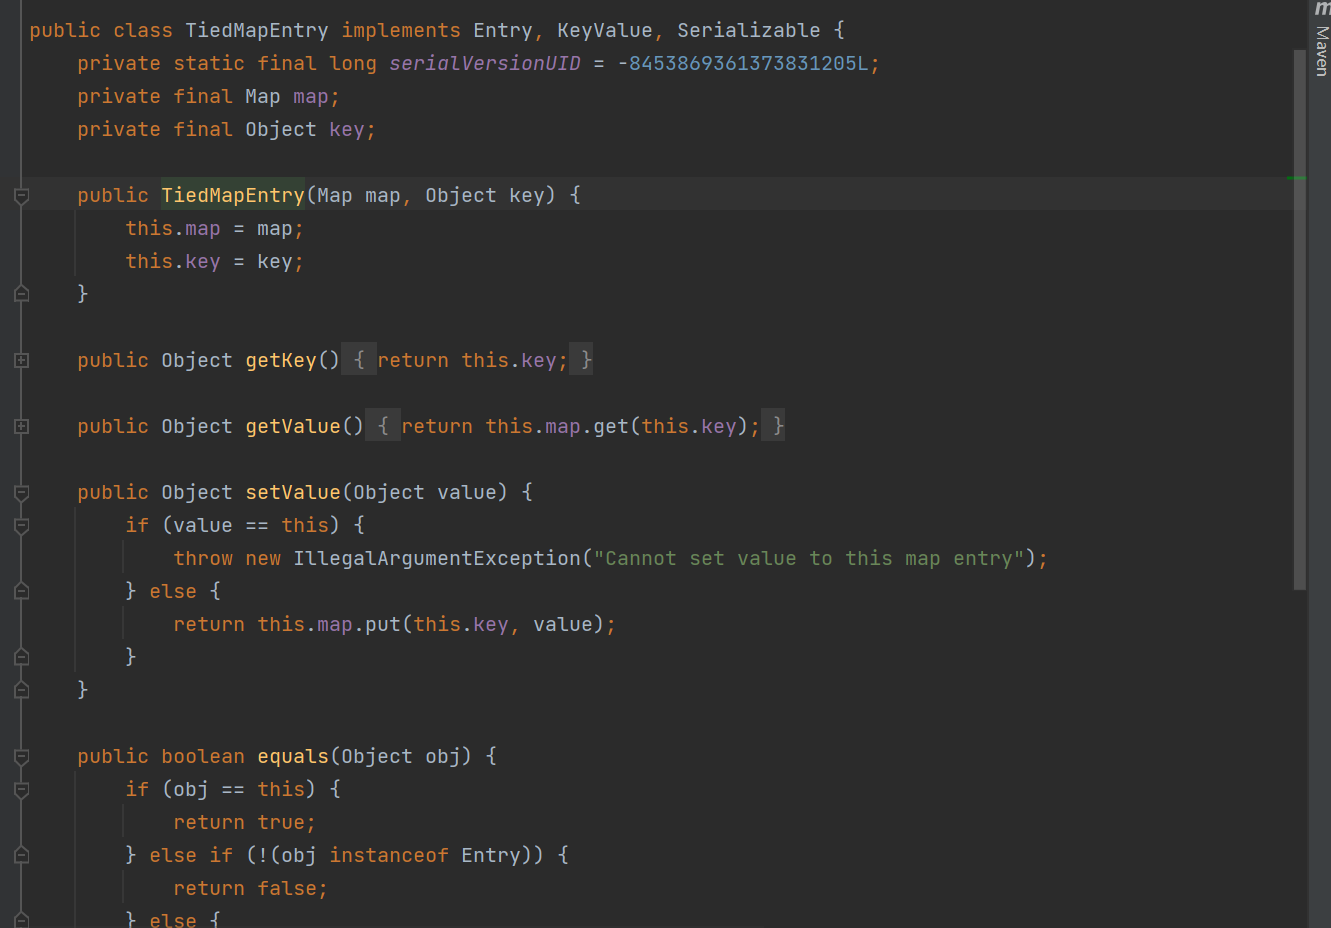 public class TiedMapEntry implements Entry, KeyValue, Serializable {
    private static final long serialVersionUID = -8453869361373831205L;
    private final Map map;
    private final Object key;

    public TiedMapEntry(Map map, Object key) {
        this.map = map;
        this.key = key;
    }

    public Object getKey() { return this.key; }

    public Object getValue() { return this.map.get(this.key); }

    public Object setValue(Object value) {
        if (value == this) {
            throw new IllegalArgumentException("Cannot set value to this map entry");
        } else {
            return this.map.put(this.key, value);
        }
    }

    public boolean equals(Object obj) {
        if (obj == this) {
            return true;
        } else if (!(obj instanceof Entry)) {
            return false;
        } else {
m
Maven